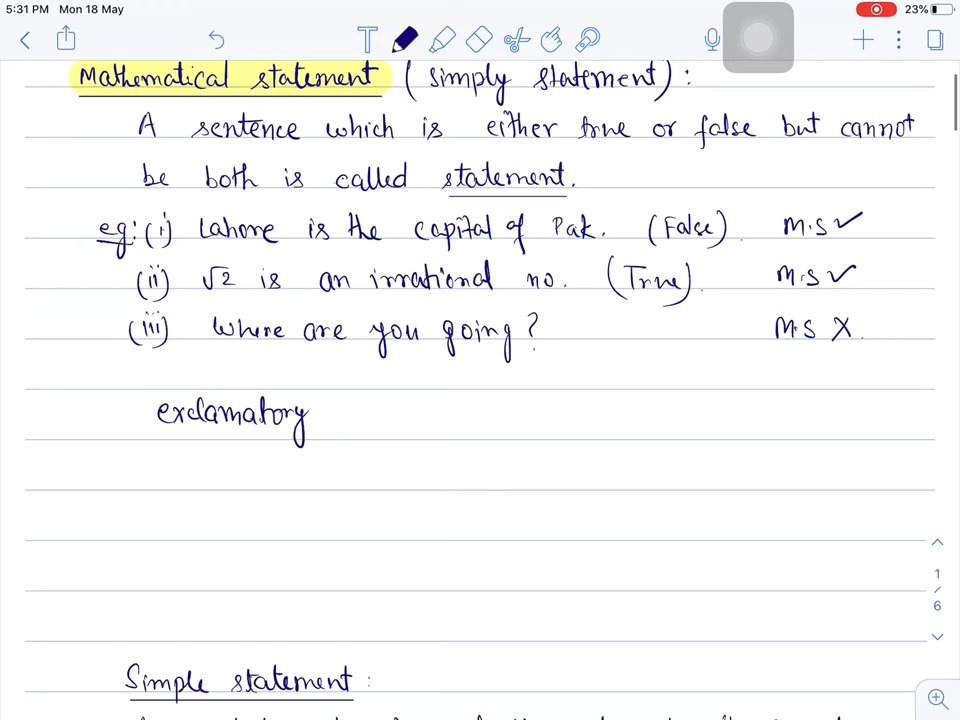 5:31 PM Mon 18 May 23%
Mathematical statement (simply statement) :
A sentence which is either true or false but cannot
be both is called statement.
eg: (i) Lahore is the capital of Pak. (False). M.S ✓
(ii) √2 is an irrational no. (True). M.S ✓
(iii) Where are you going? M.S X.
exclamatory
1
/
6
Simple statement :